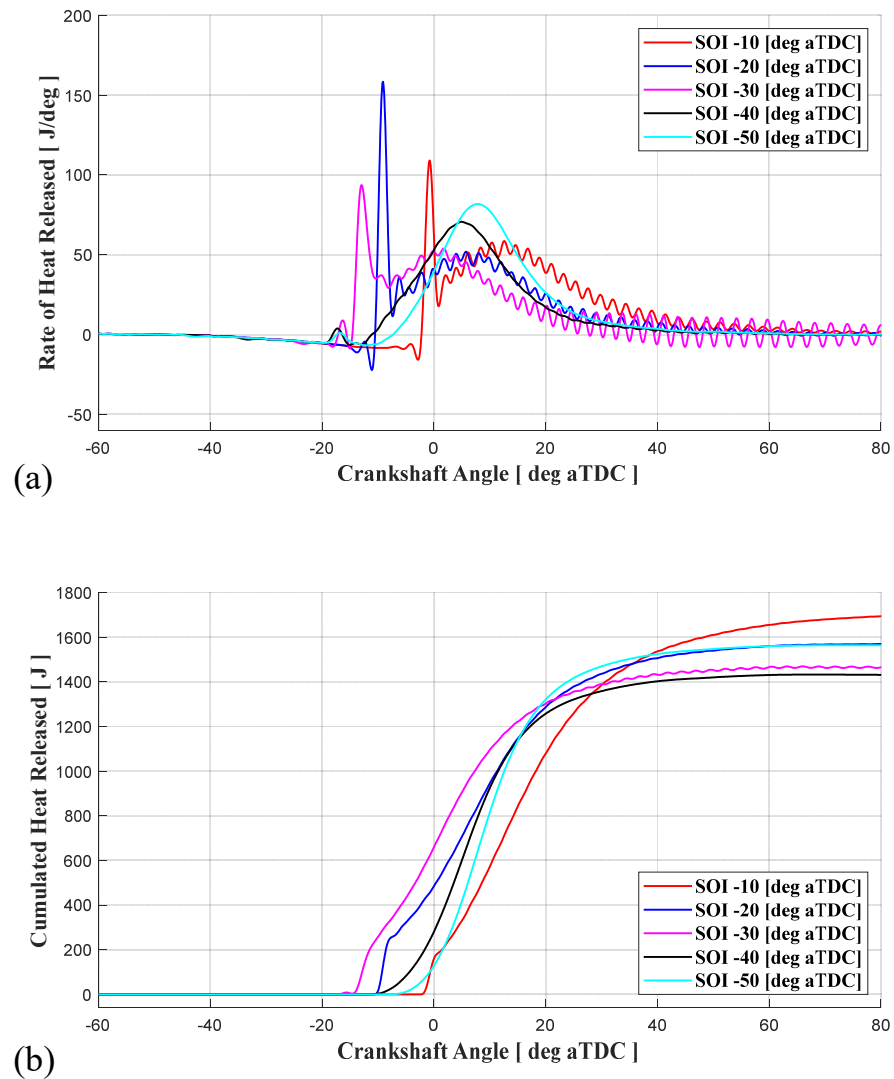 200
150
100
50
0
-50
-60 -40 -20 0 20 40 60 80
Rate of Heat Released [ J/deg ]
Crankshaft Angle [ deg aTDC ]
SOI -10 [deg aTDC]
SOI -20 [deg aTDC]
SOI -30 [deg aTDC]
SOI -40 [deg aTDC]
SOI -50 [deg aTDC]
(a)
1800
1600
1400
1200
1000
800
600
400
200
0
-60 -40 -20 0 20 40 60 80
Cumulated Heat Released [ J ]
Crankshaft Angle [ deg aTDC ]
SOI -10 [deg aTDC]
SOI -20 [deg aTDC]
SOI -30 [deg aTDC]
SOI -40 [deg aTDC]
SOI -50 [deg aTDC]
(b)